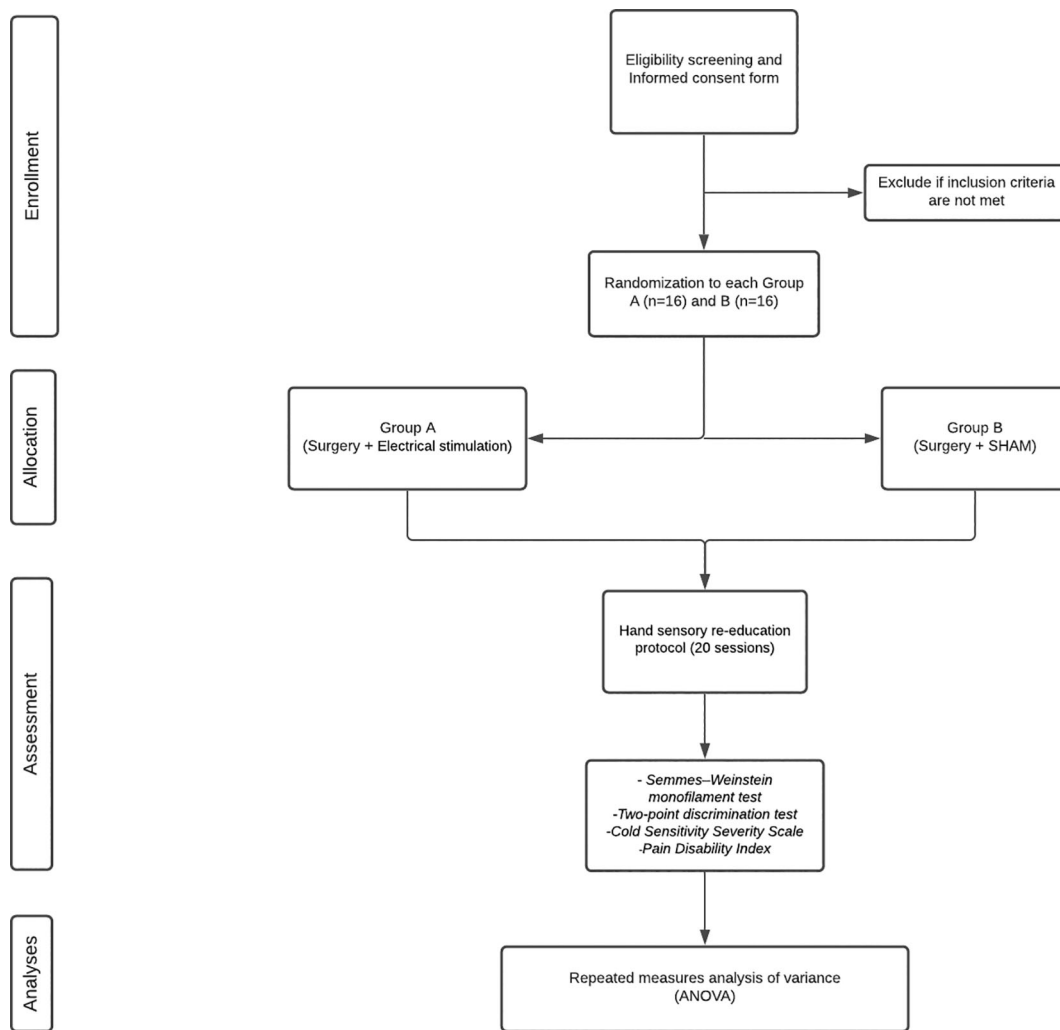 Enrollment
Eligibility screening and
Informed consent form
Exclude if inclusion criteria
are not met
Randomization to each Group
A (n=16) and B (n=16)
Allocation
Group A
(Surgery + Electrical stimulation)
Group B
(Surgery + SHAM)
Assessment
Hand sensory re-education
protocol (20 sessions)
- Semmes–Weinstein
monofilament test
-Two-point discrimination test
-Cold Sensitivity Severity Scale
-Pain Disability Index
Analyses
Repeated measures analysis of variance
(ANOVA)